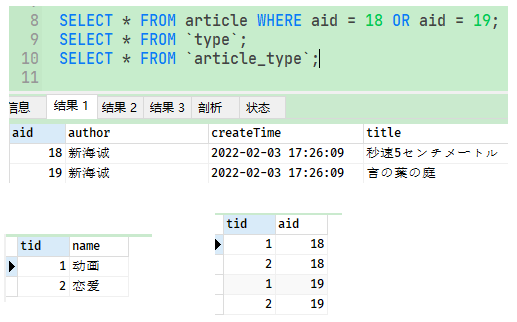 8 SELECT * FROM article WHERE aid = 18 OR aid = 19;
9 SELECT * FROM `type`;
10 SELECT * FROM `article_type`;
11
信息 结果 1 结果 2 结果 3 剖析 状态
aid author createTime title
18 新海诚 2022-02-03 17:26:09 秒速5センチメートル
19 新海诚 2022-02-03 17:26:09 言の葉の庭
tid name
1 动画
2 恋爱
tid aid
1 18
2 18
1 19
2 19